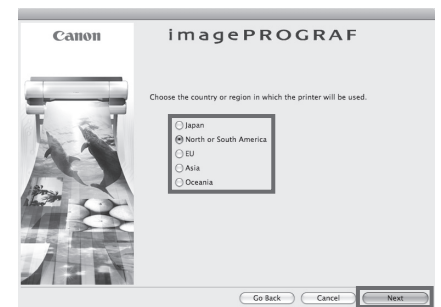 Canon
imagePROGRAF
Choose the country or region in which the printer will be used.
Japan
North or South America
EU
Asia
Oceania
Go Back Cancel Next